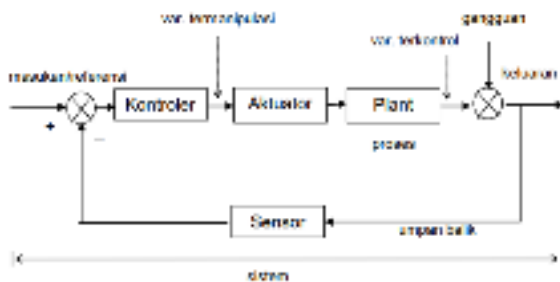 var. termanipulasi
gangguan
var. terkontrol
masukan/referensi
keluaran
Kontroler
Aktuator
Plant
+
−
proses
Sensor
umpan balik
sistem